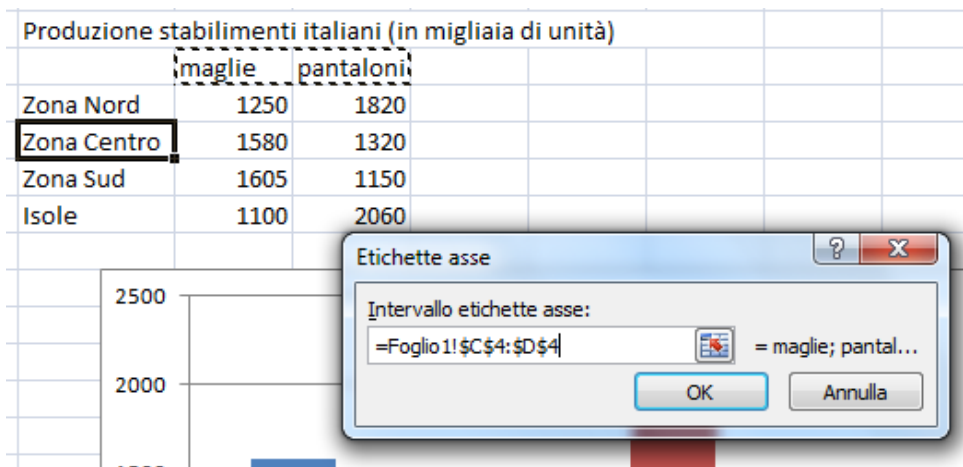 Produzione stabilimenti italiani (in migliaia di unità)
maglie pantaloni
Zona Nord 1250 1820
Zona Centro 1580 1320
Zona Sud 1605 1150
Isole 1100 2060
Etichette asse
Intervallo etichette asse:
=Foglio1!$C$4:$D$4 = maglie; pantal...
OK Annulla
2500
2000